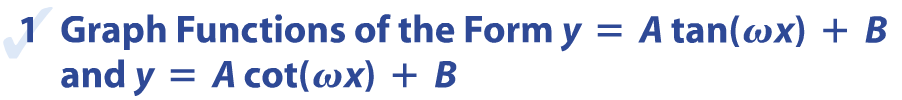 1 Graph Functions of the Form y = A tan(ωx) + B
and y = A cot(ωx) + B